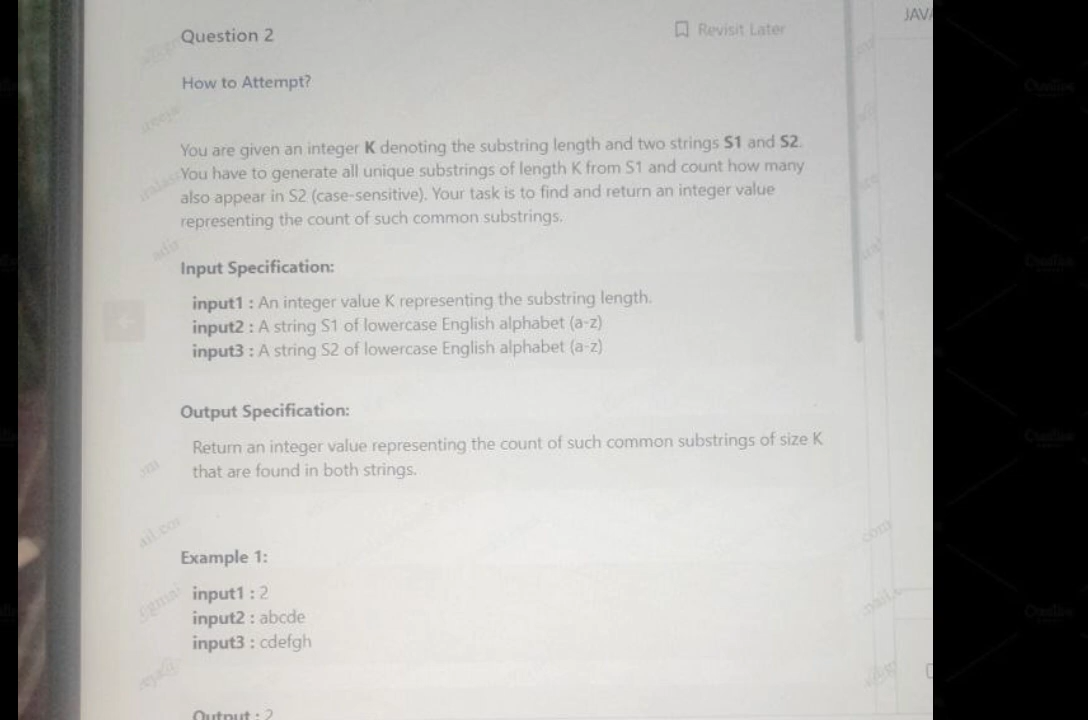 JAVA
Question 2
Revisit Later
How to Attempt?
You are given an integer K denoting the substring length and two strings S1 and S2.
You have to generate all unique substrings of length K from S1 and count how many
also appear in S2 (case-sensitive). Your task is to find and return an integer value
representing the count of such common substrings.
Input Specification:
input1 : An integer value K representing the substring length.
input2 : A string S1 of lowercase English alphabet (a-z)
input3 : A string S2 of lowercase English alphabet (a-z)
Output Specification:
Return an integer value representing the count of such common substrings of size K
that are found in both strings.
Example 1:
input1 : 2
input2 : abcde
input3 : cdefgh
Output : 2